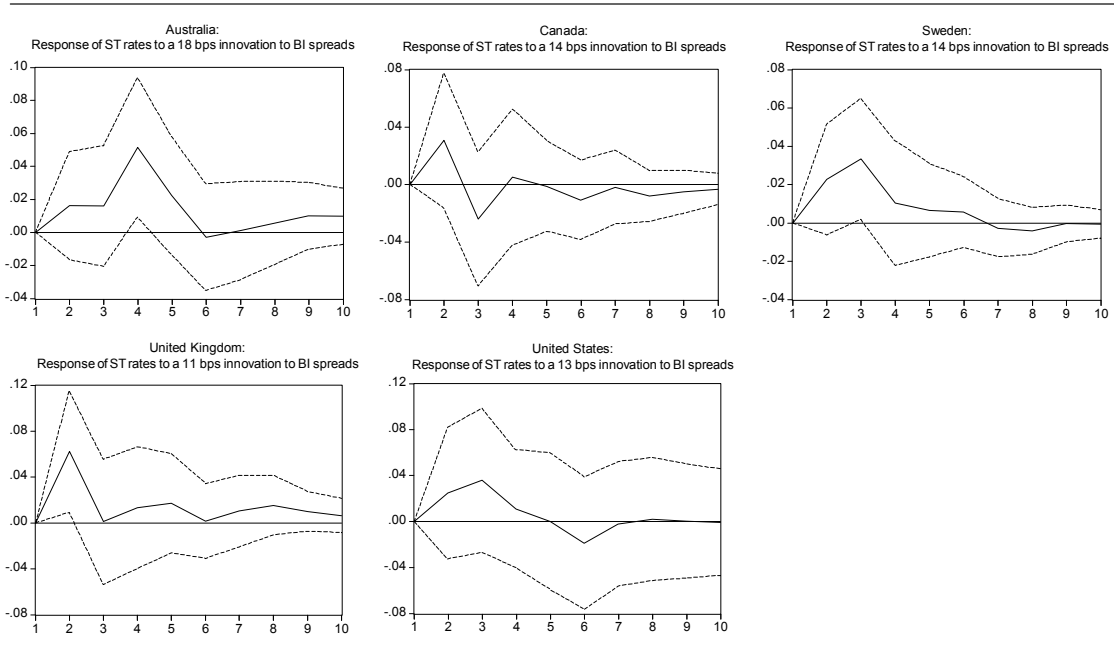 Australia:
Response of ST rates to a 18 bps innovation to BI spreads
.10
.08
.06
.04
.02
.00
-.02
-.04
1 2 3 4 5 6 7 8 9 10
Canada:
Response of ST rates to a 14 bps innovation to BI spreads
.08
.04
.00
-.04
-.08
1 2 3 4 5 6 7 8 9 10
Sweden:
Response of ST rates to a 14 bps innovation to BI spreads
.08
.06
.04
.02
.00
-.02
-.04
1 2 3 4 5 6 7 8 9 10
United Kingdom:
Response of ST rates to a 11 bps innovation to BI spreads
.12
.08
.04
.00
-.04
-.08
1 2 3 4 5 6 7 8 9 10
United States:
Response of ST rates to a 13 bps innovation to BI spreads
.12
.08
.04
.00
-.04
-.08
1 2 3 4 5 6 7 8 9 10